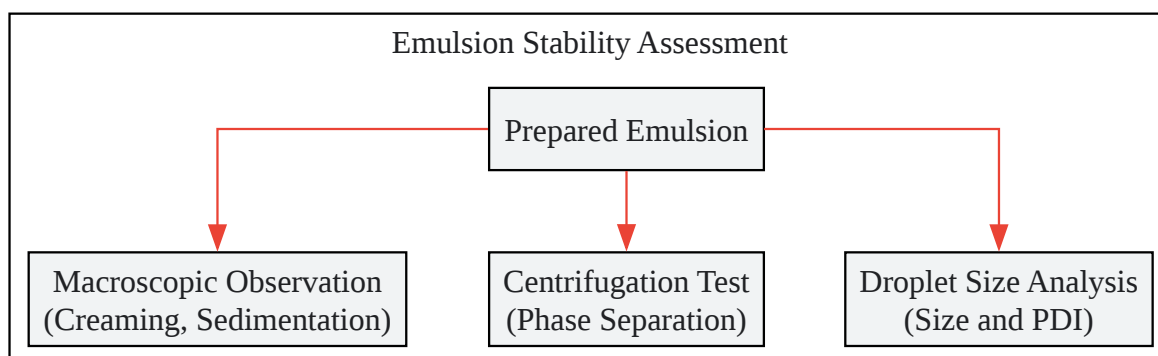 Emulsion Stability Assessment
Prepared Emulsion
Macroscopic Observation
(Creaming, Sedimentation)
Centrifugation Test
(Phase Separation)
Droplet Size Analysis
(Size and PDI)